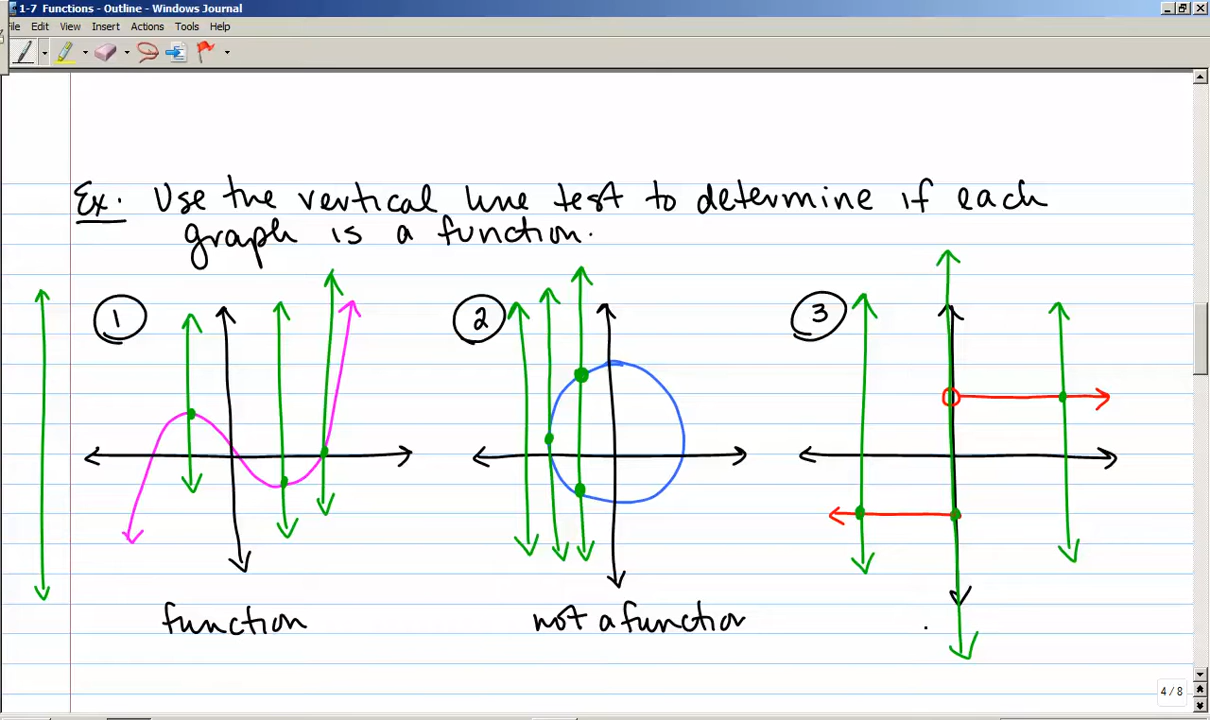 1-7 Functions - Outline - Windows Journal
File Edit View Insert Actions Tools Help
Ex. Use the vertical line test to determine if each
graph is a function.
1 2 3
function not a function
4 / 8